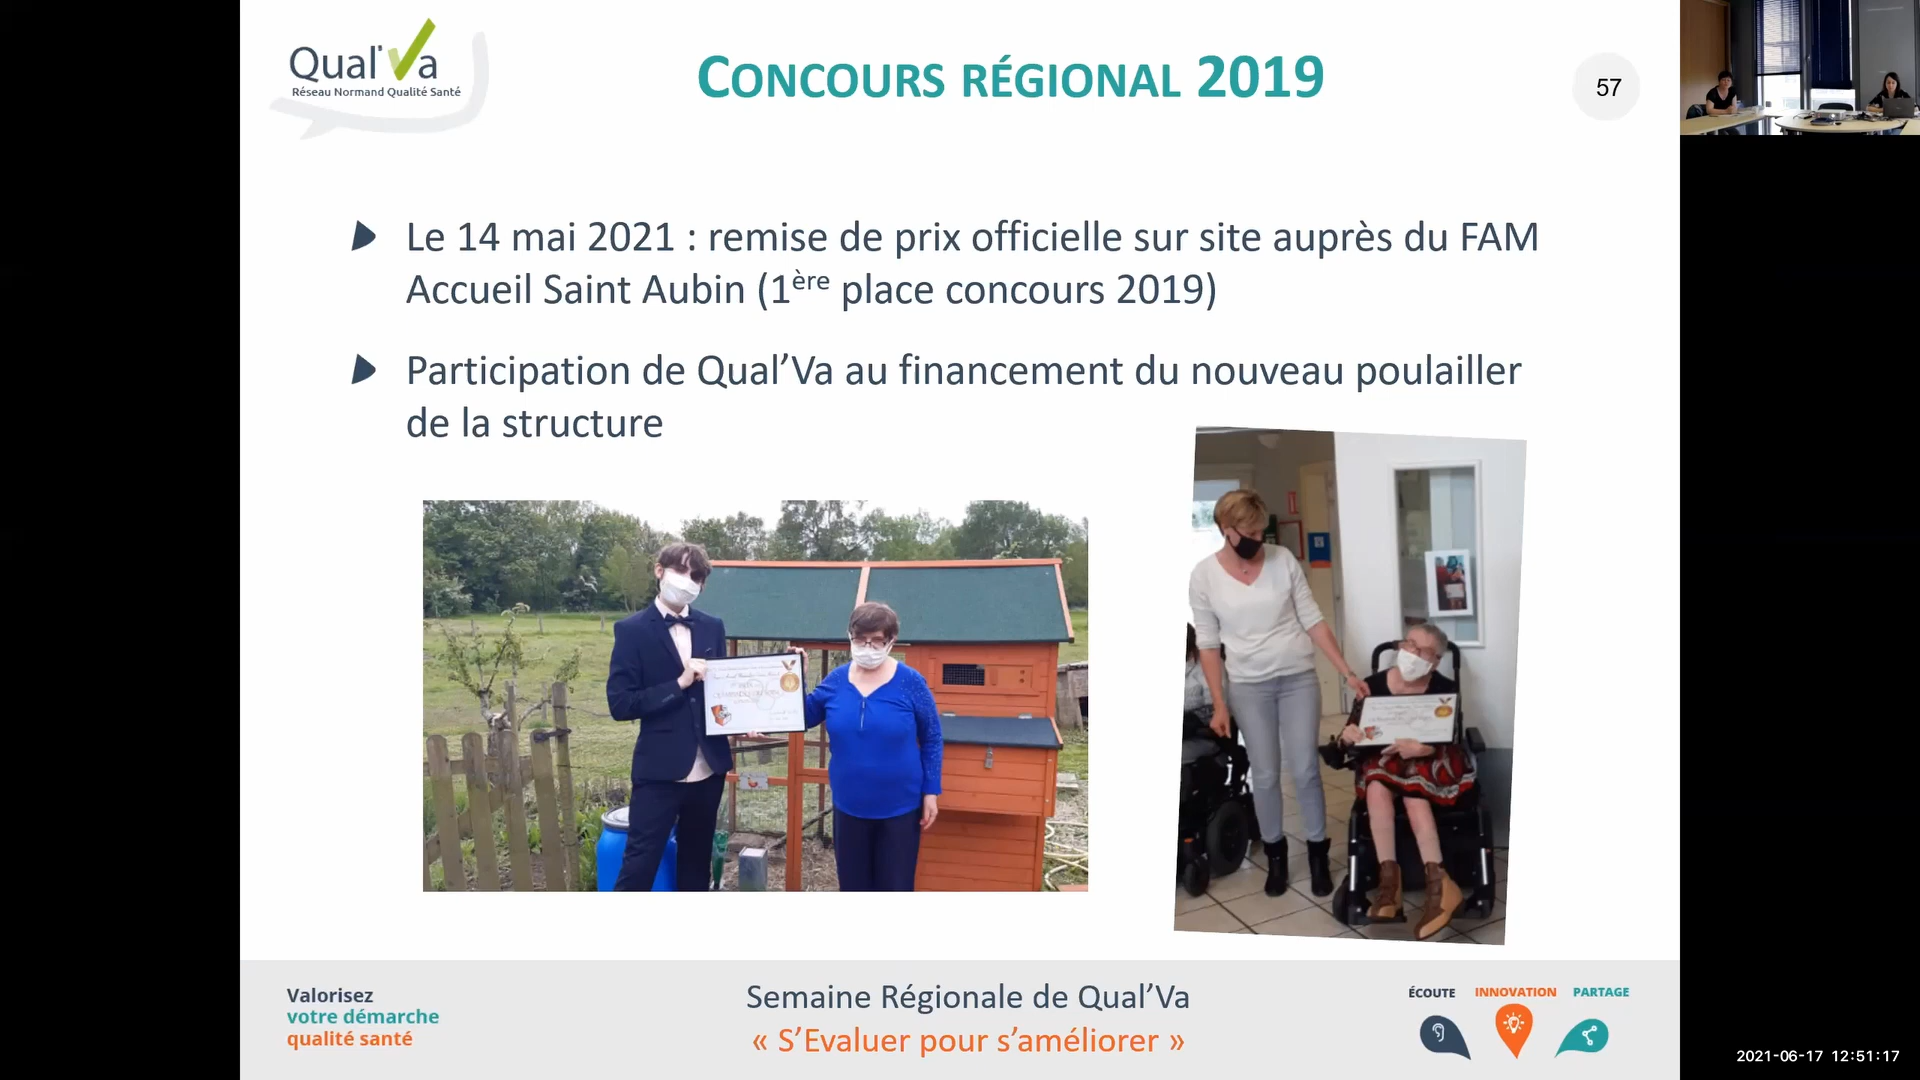 Qual'Va
Réseau Normand Qualité Santé
CONCOURS RÉGIONAL 2019
57
Le 14 mai 2021 : remise de prix officielle sur site auprès du FAM
Accueil Saint Aubin (1ère place concours 2019)
Participation de Qual’Va au financement du nouveau poulailler
de la structure
Valorisez
votre démarche
qualité santé
Semaine Régionale de Qual’Va
« S’Evaluer pour s’améliorer »
ÉCOUTE INNOVATION PARTAGE
2021-06-17 12:51:17